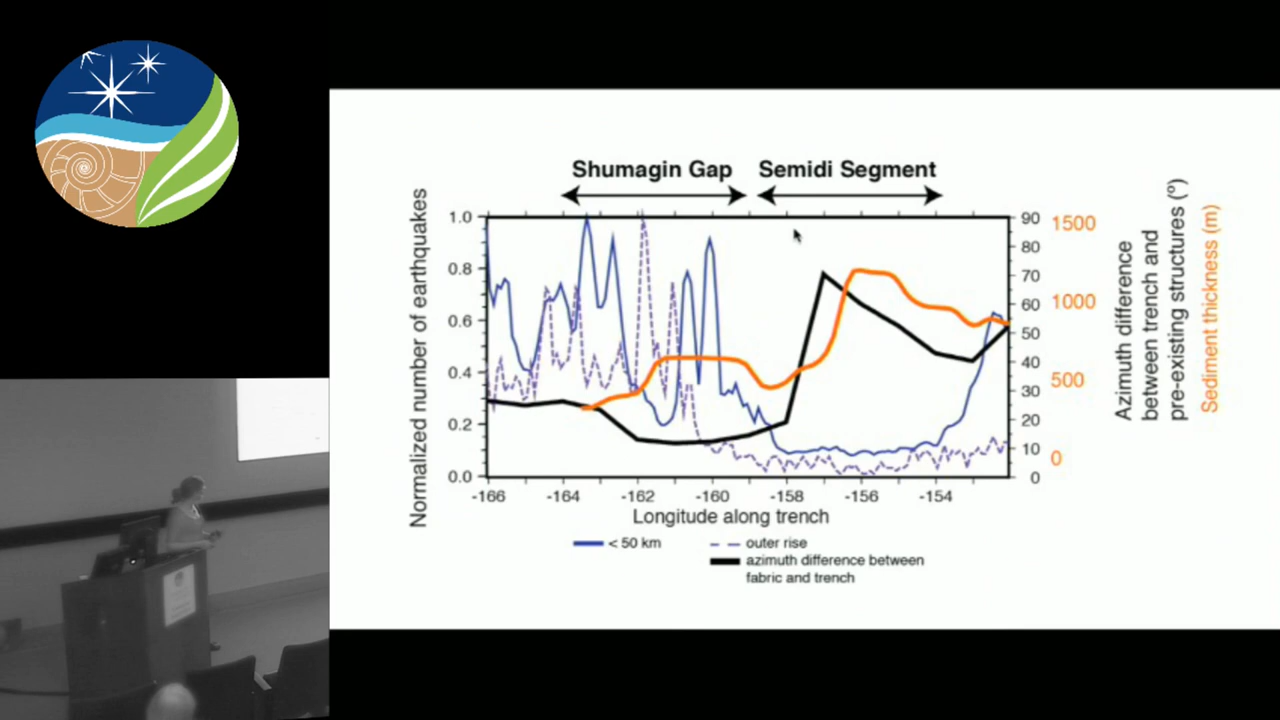 Shumagin Gap
Semidi Segment
Normalized number of earthquakes
1.0
0.8
0.6
0.4
0.2
0.0
90
80
70
60
50
40
30
20
10
0
1500
1000
500
0
Azimuth difference
between trench and
pre-existing structures (º)
Sediment thickness (m)
-166
-164
-162
-160
-158
-156
-154
Longitude along trench
< 50 km
outer rise
azimuth difference between
fabric and trench